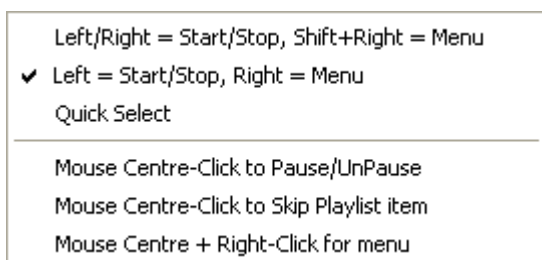 Left/Right = Start/Stop, Shift+Right = Menu
Left = Start/Stop, Right = Menu
Quick Select
Mouse Centre-Click to Pause/UnPause
Mouse Centre-Click to Skip Playlist item
Mouse Centre + Right-Click for menu